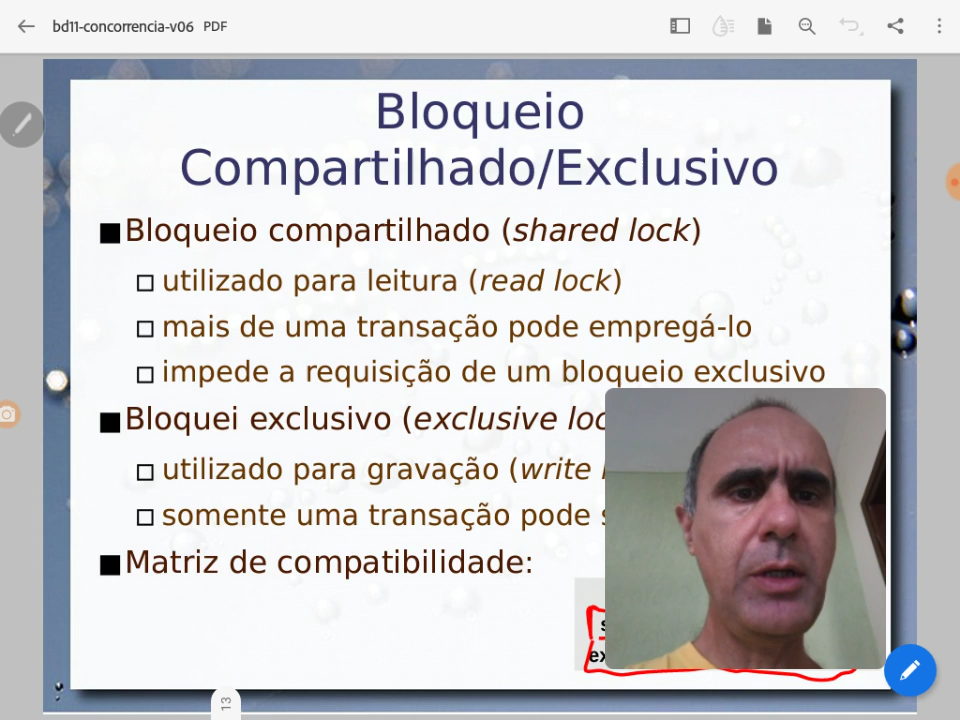 bd11-concorrencia-v06 PDF
Bloqueio
Compartilhado/Exclusivo
Bloqueio compartilhado (shared lock)
utilizado para leitura (read lock)
mais de uma transação pode empregá-lo
impede a requisição de um bloqueio exclusivo
Bloquei exclusivo (exclusive loc
utilizado para gravação (write
somente uma transação pode
Matriz de compatibilidade:
ex
13